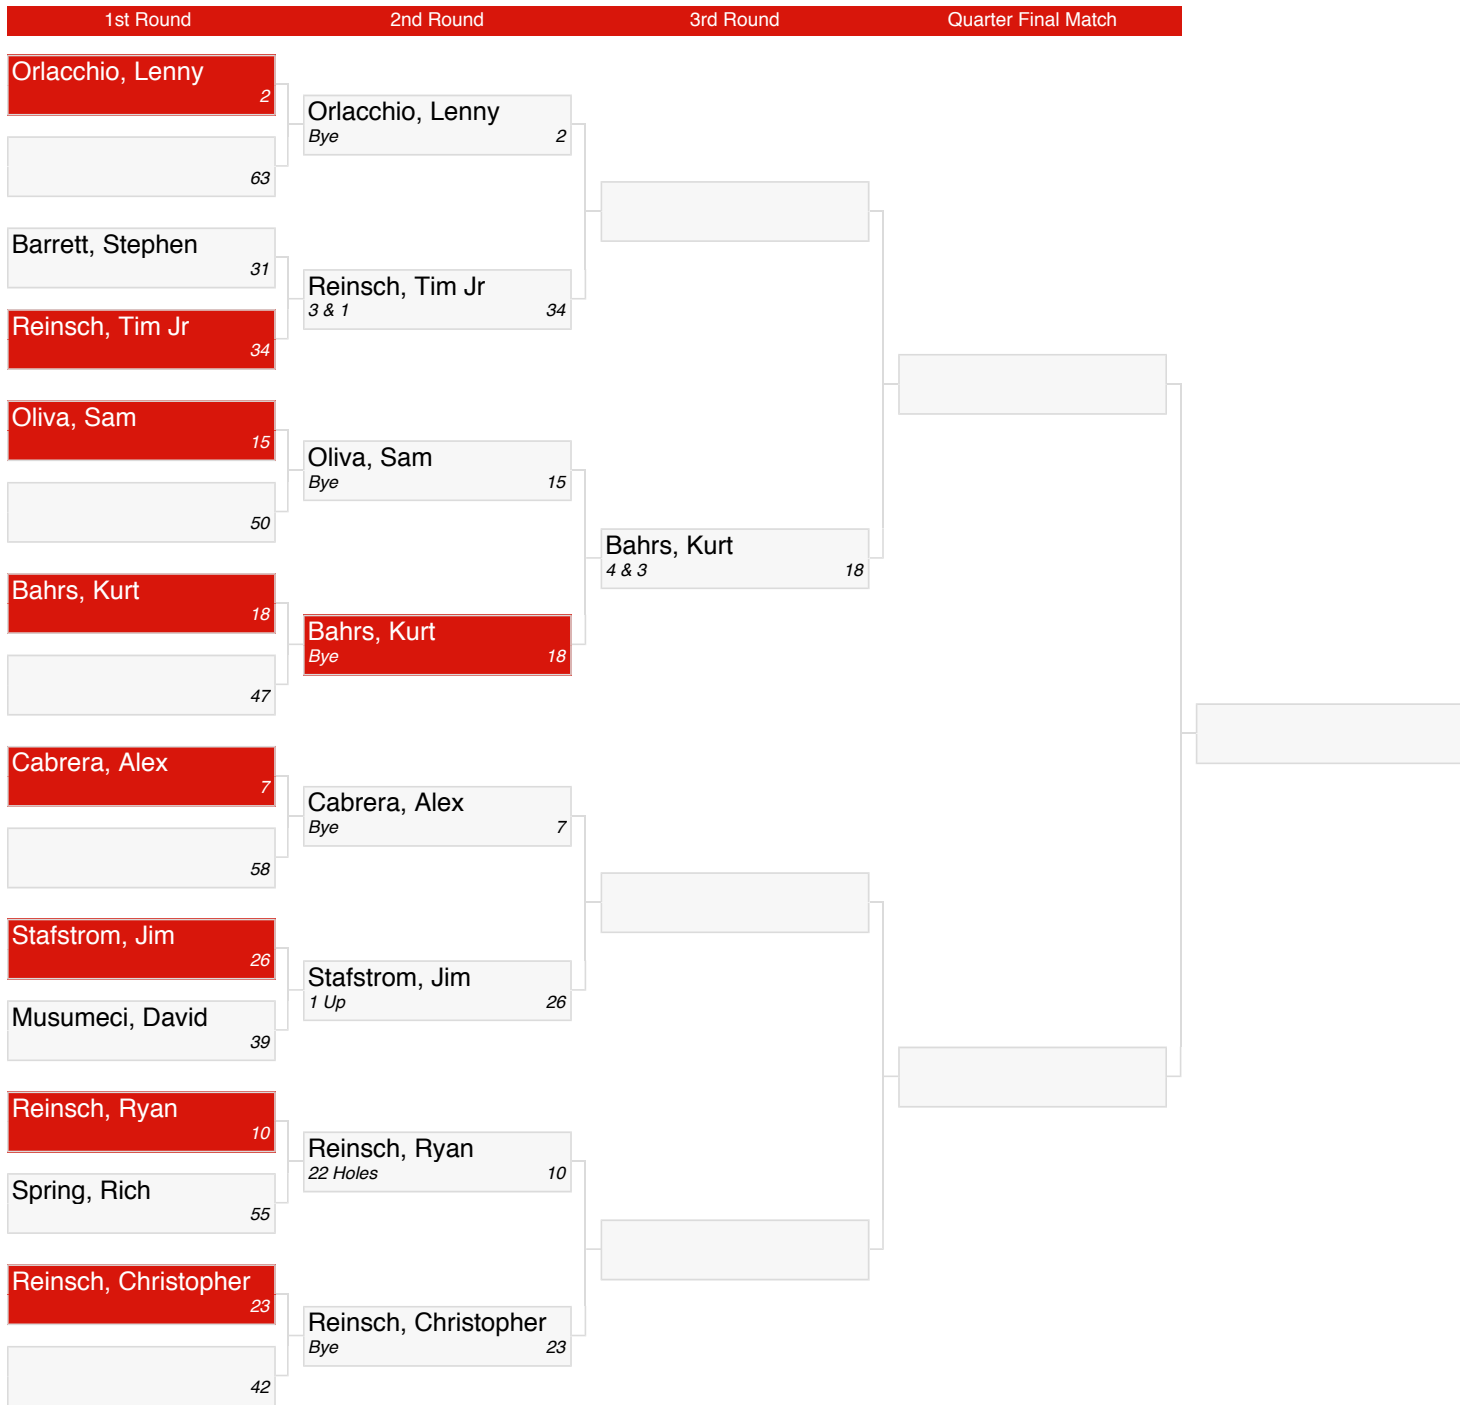 1st Round
2nd Round
3rd Round
Quarter Final Match
Orlacchio, Lenny
2
63
Barrett, Stephen
31
Reinsch, Tim Jr
34
Oliva, Sam
15
50
Bahrs, Kurt
18
47
Cabrera, Alex
7
58
Stafstrom, Jim
26
Musumeci, David
39
Reinsch, Ryan
10
Spring, Rich
55
Reinsch, Christopher
23
42
Orlacchio, Lenny
Bye 2
Reinsch, Tim Jr
3 & 1 34
Oliva, Sam
Bye 15
Bahrs, Kurt
Bye 18
Cabrera, Alex
Bye 7
Stafstrom, Jim
1 Up 26
Reinsch, Ryan
22 Holes 10
Reinsch, Christopher
Bye 23
Bahrs, Kurt
4 & 3 18